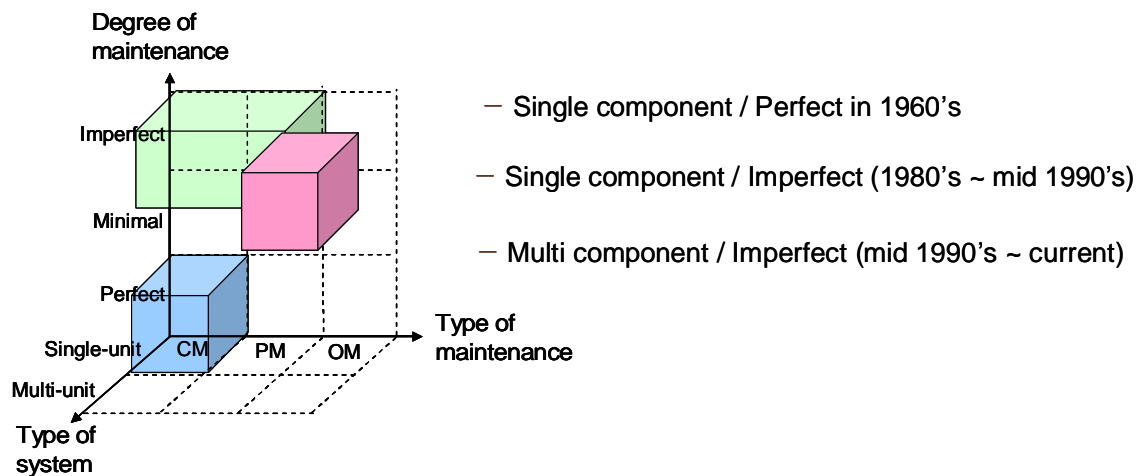 Degree of
maintenance
Imperfect
Minimal
Perfect
Single-unit
CM
PM
OM
Multi-unit
Type of
maintenance
Type of
system
– Single component / Perfect in 1960’s
– Single component / Imperfect (1980’s ~ mid 1990’s)
– Multi component / Imperfect (mid 1990’s ~ current)